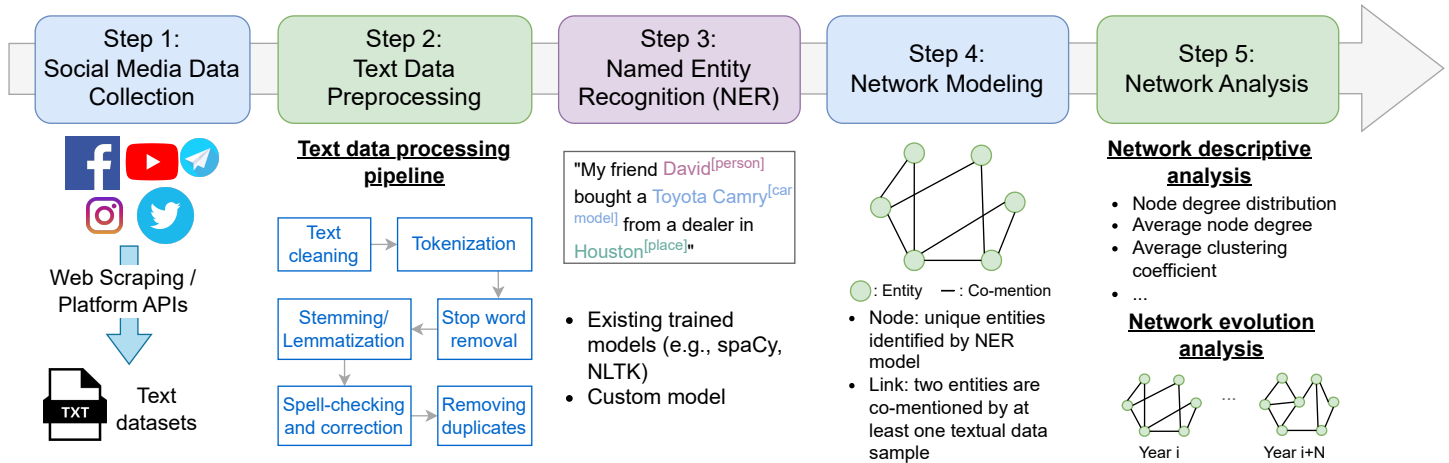 Step 1:
Social Media Data
Collection
Step 2:
Text Data
Preprocessing
Step 3:
Named Entity
Recognition (NER)
Step 4:
Network Modeling
Step 5:
Network Analysis
Web Scraping /
Platform APIs
TXT
Text
datasets
Text data processing
pipeline
Text
cleaning
Tokenization
Stemming/
Lemmatization
Stop word
removal
Spell-checking
and correction
Removing
duplicates
"My friend David[person]
bought a Toyota Camry[car
model] from a dealer in
Houston[place]"
• Existing trained
models (e.g., spaCy,
NLTK)
• Custom model
: Entity — : Co-mention
• Node: unique entities
identified by NER
model
• Link: two entities are
co-mentioned by at
least one textual data
sample
Network descriptive
analysis
• Node degree distribution
• Average node degree
• Average clustering
coefficient
• ...
Network evolution
analysis
...
Year i
Year i+N